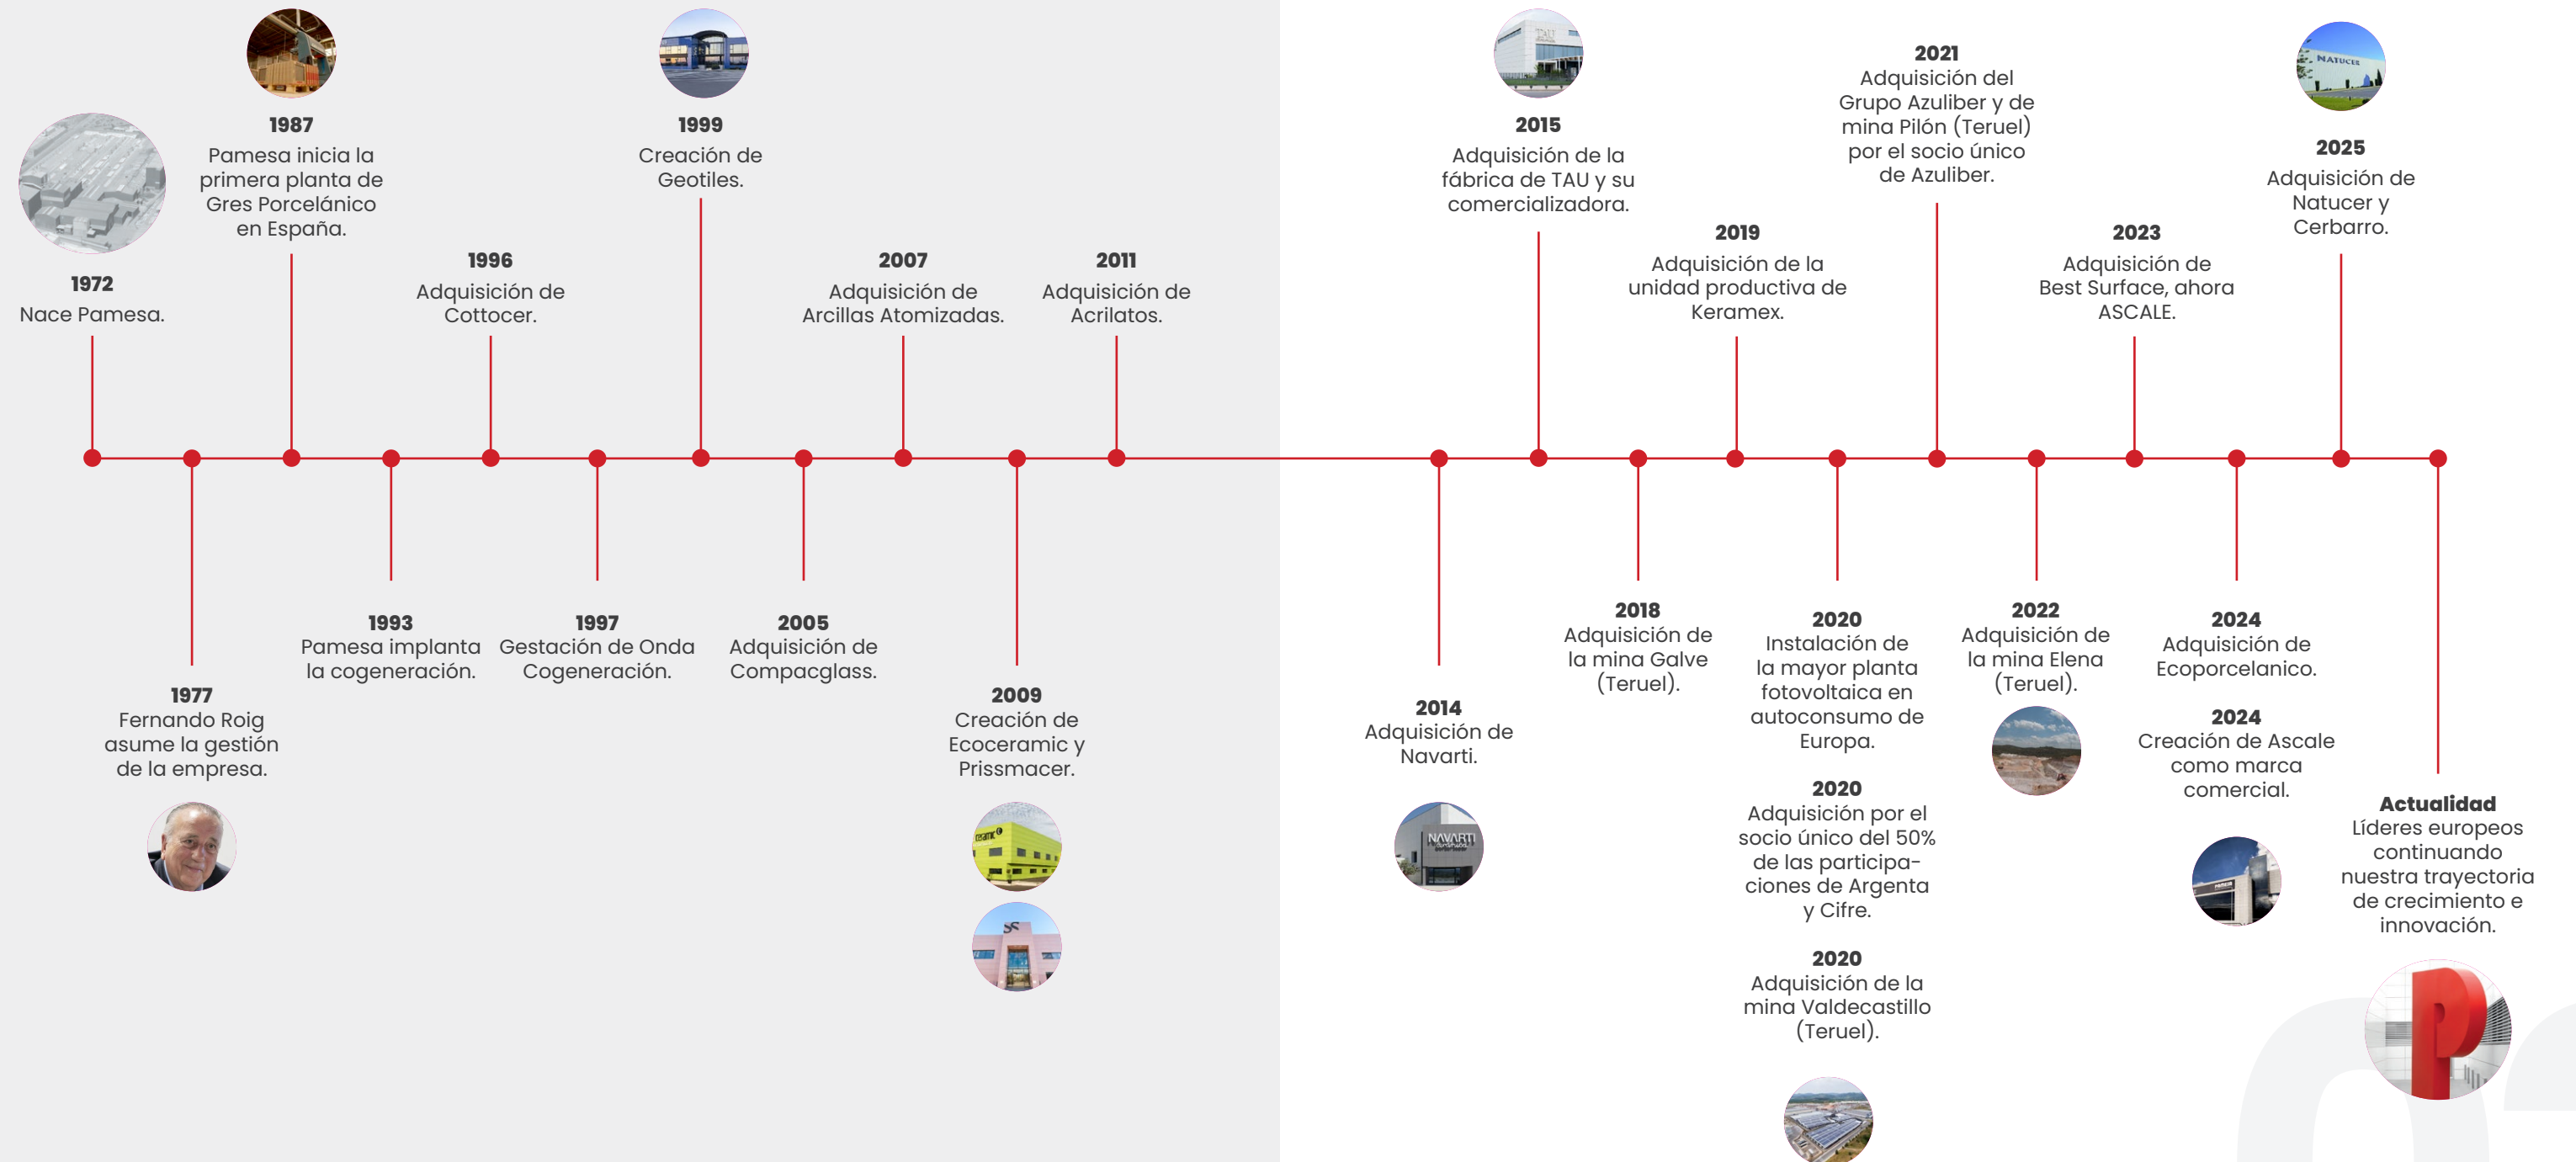 1972
Nace Pamesa.
1977
Fernando Roig
asume la gestión
de la empresa.
1987
Pamesa inicia la
primera planta de
Gres Porcelánico
en España.
1993
Pamesa implanta
la cogeneración.
1996
Adquisición de
Cottocer.
1997
Gestación de Onda
Cogeneración.
1999
Creación de
Geotiles.
2005
Adquisición de
Compacglass.
2007
Adquisición de
Arcillas Atomizadas.
2009
Creación de
Ecoceramic y
Prissmacer.
2011
Adquisición de
Acrilatos.
2014
Adquisición de
Navarti.
NAVARTI
TAU
2015
Adquisición de la
fábrica de TAU y su
comercializadora.
2018
Adquisición de
la mina Galve
(Teruel).
2019
Adquisición de la
unidad productiva de
Keramex.
2020
Instalación de
la mayor planta
fotovoltaica en
autoconsumo de
Europa.
2020
Adquisición por el
socio único del 50%
de las participa-
ciones de Argenta
y Cifre.
2020
Adquisición de la
mina Valdecastillo
(Teruel).
2021
Adquisición del
Grupo Azuliber y de
mina Pilón (Teruel)
por el socio único
de Azuliber.
2022
Adquisición de
la mina Elena
(Teruel).
2023
Adquisición de
Best Surface, ahora
ASCALE.
2024
Adquisición de
Ecoporcelanico.
2024
Creación de Ascale
como marca
comercial.
NATUCER
2025
Adquisición de
Natucer y
Cerbarro.
Actualidad
Líderes europeos
continuando
nuestra trayectoria
de crecimiento e
innovación.
P